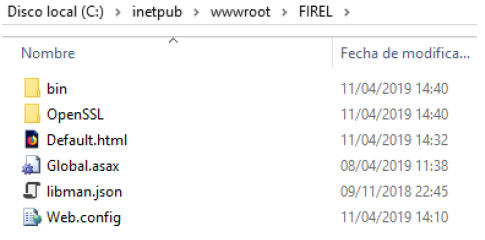 Disco local (C:) > inetpub > wwwroot > FIREL >
Nombre Fecha de modifica...
bin 11/04/2019 14:40
OpenSSL 11/04/2019 14:40
Default.html 11/04/2019 14:32
Global.asax 08/04/2019 11:38
libman.json 09/11/2018 22:45
Web.config 11/04/2019 14:10